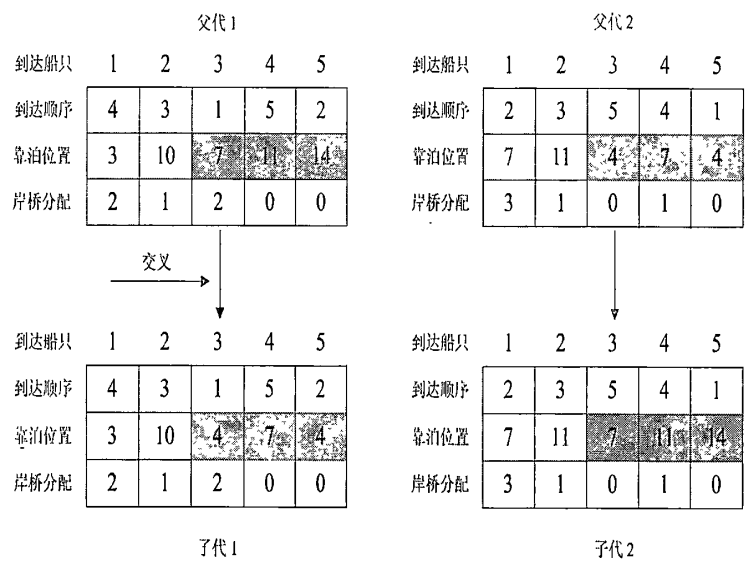 父代 1
到达船只 1 2 3 4 5
到达顺序 4 3 1 5 2
靠泊位置 3 10 7 11 14
岸桥分配 2 1 2 0 0
父代 2
到达船只 1 2 3 4 5
到达顺序 2 3 5 4 1
靠泊位置 7 11 4 7 4
岸桥分配 3 1 0 1 0
交叉
到达船只 1 2 3 4 5
到达顺序 4 3 1 5 2
靠泊位置 3 10 4 7 4
岸桥分配 2 1 2 0 0
子代 1
到达船只 1 2 3 4 5
到达顺序 2 3 5 4 1
靠泊位置 7 11 7 11 14
岸桥分配 3 1 0 1 0
子代 2